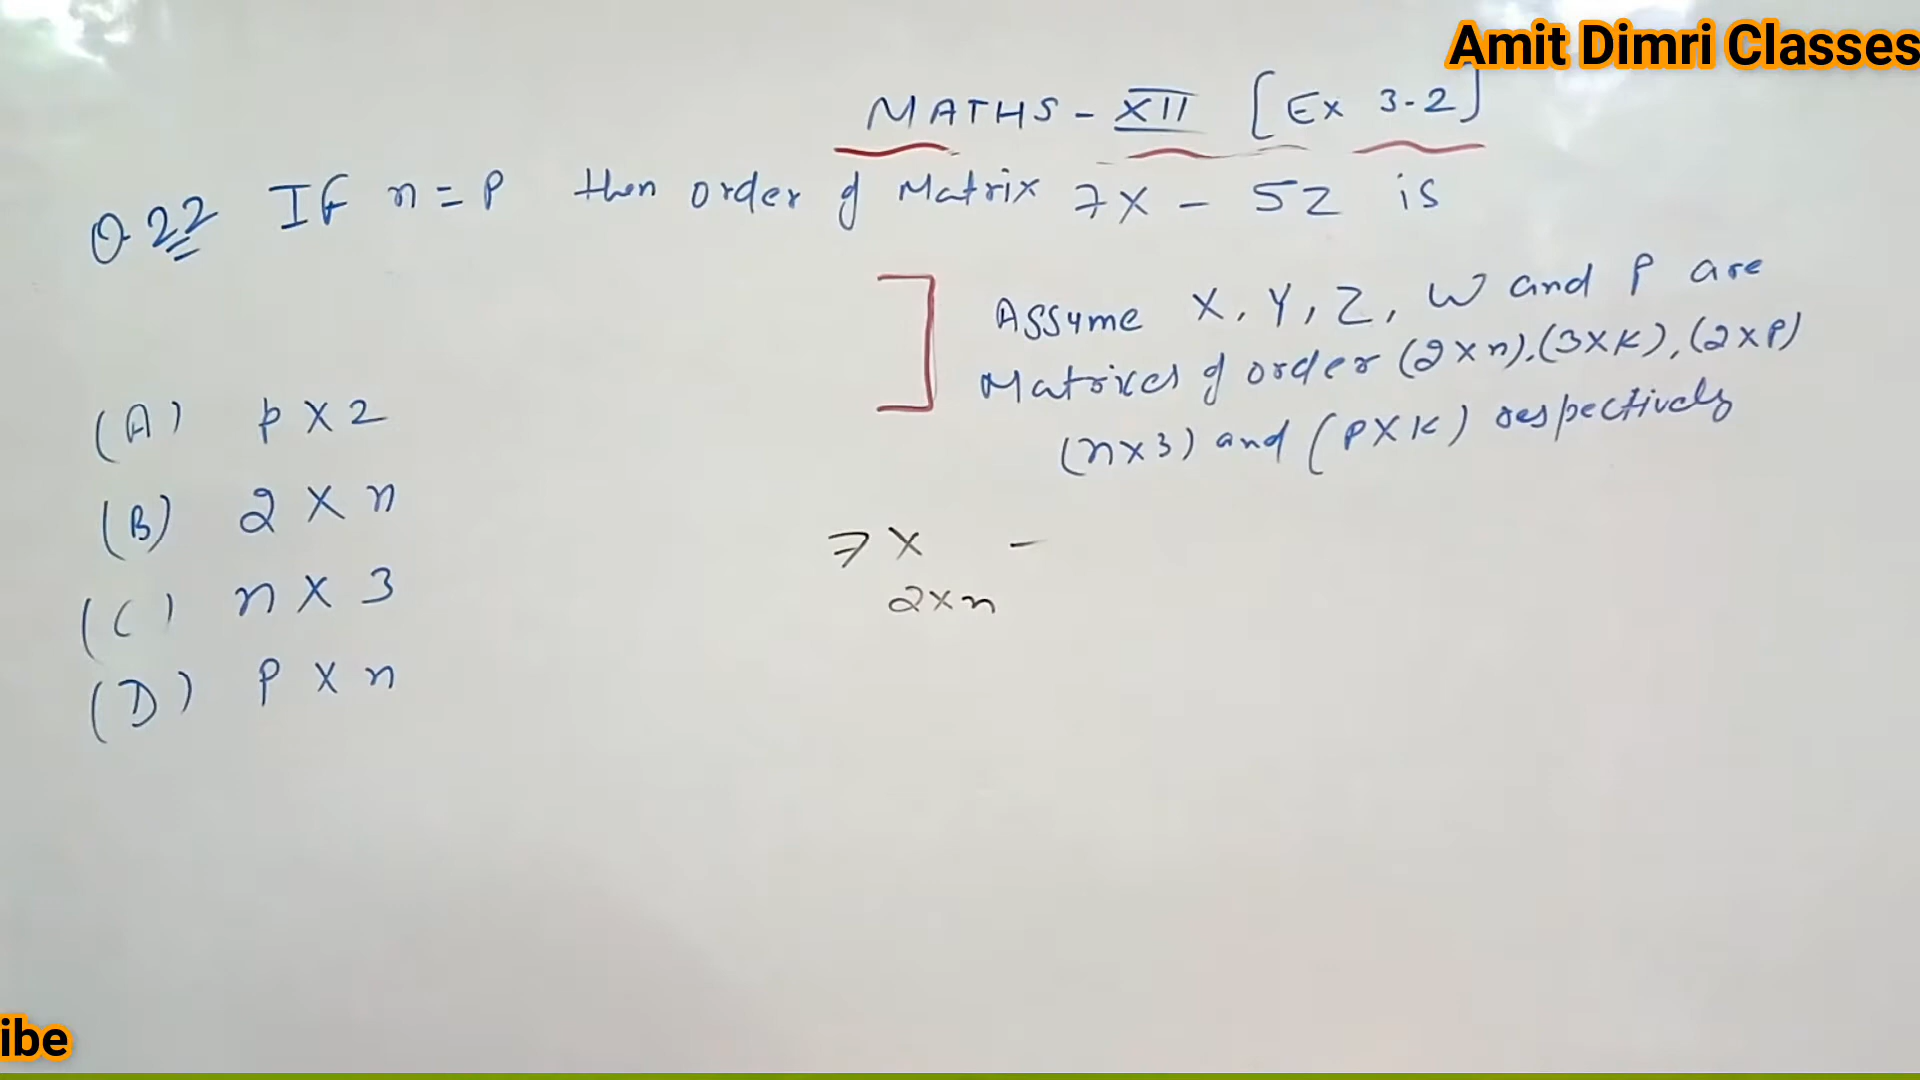 Amit Dimri Classes
MATHS - XII [Ex 3.2]
Q.22 If n = P then order of Matrix 7X - 5Z is
Assume X, Y, Z, W and P are
Matrices of order (2×n), (3×K), (2×P)
(n×3) and (P×K) respectively
(A) p × 2
(B) 2 × n
(C) n × 3
(D) P × n
7X -
2×n
ibe